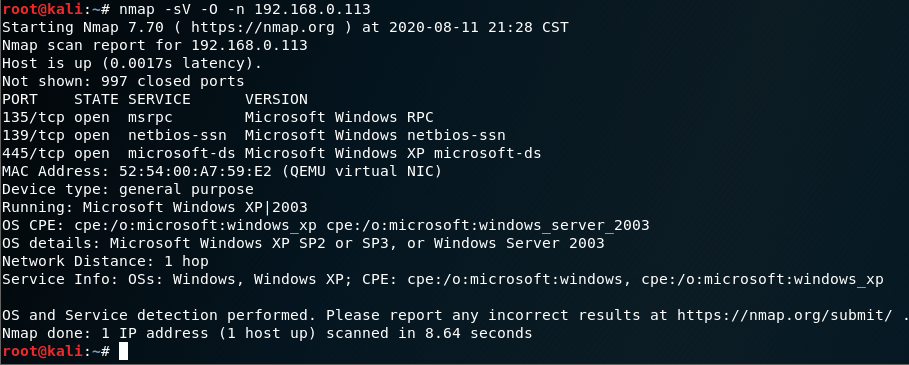 root@kali:~# nmap -sV -O -n 192.168.0.113
Starting Nmap 7.70 ( https://nmap.org ) at 2020-08-11 21:28 CST
Nmap scan report for 192.168.0.113
Host is up (0.0017s latency).
Not shown: 997 closed ports
PORT    STATE SERVICE      VERSION
135/tcp open  msrpc        Microsoft Windows RPC
139/tcp open  netbios-ssn  Microsoft Windows netbios-ssn
445/tcp open  microsoft-ds Microsoft Windows XP microsoft-ds
MAC Address: 52:54:00:A7:59:E2 (QEMU virtual NIC)
Device type: general purpose
Running: Microsoft Windows XP|2003
OS CPE: cpe:/o:microsoft:windows_xp cpe:/o:microsoft:windows_server_2003
OS details: Microsoft Windows XP SP2 or SP3, or Windows Server 2003
Network Distance: 1 hop
Service Info: OSs: Windows, Windows XP; CPE: cpe:/o:microsoft:windows, cpe:/o:microsoft:windows_xp

OS and Service detection performed. Please report any incorrect results at https://nmap.org/submit/ .
Nmap done: 1 IP address (1 host up) scanned in 8.64 seconds
root@kali:~#